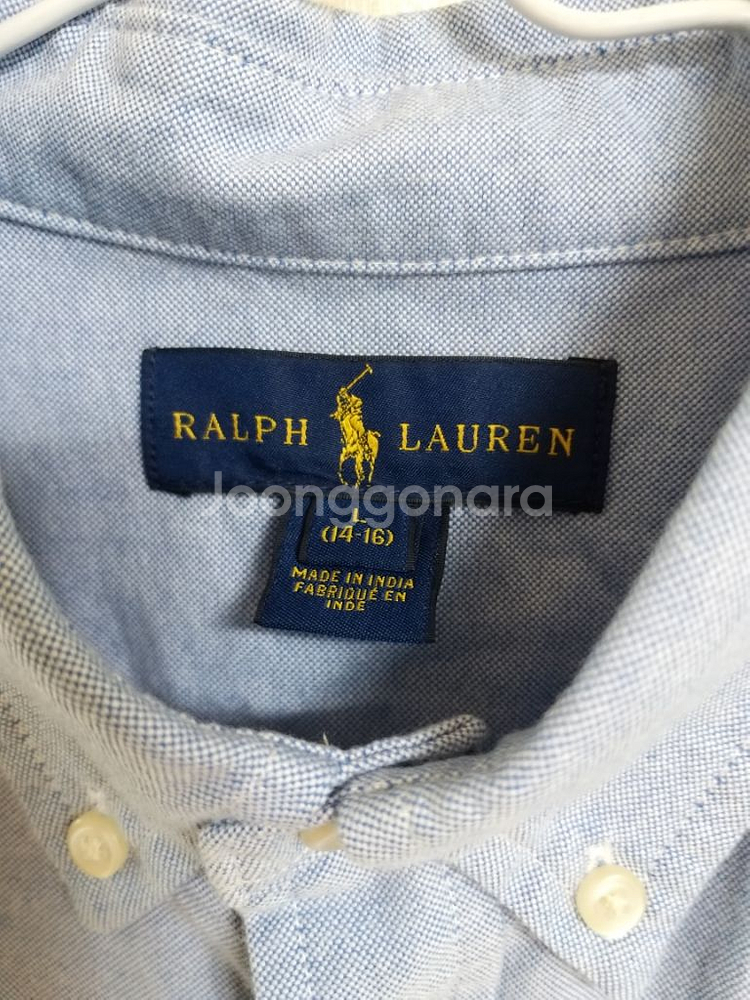 RALPH LAUREN
Joonggonara
L
(14-16)
MADE IN INDIA
FABRIQUÉ EN
INDE